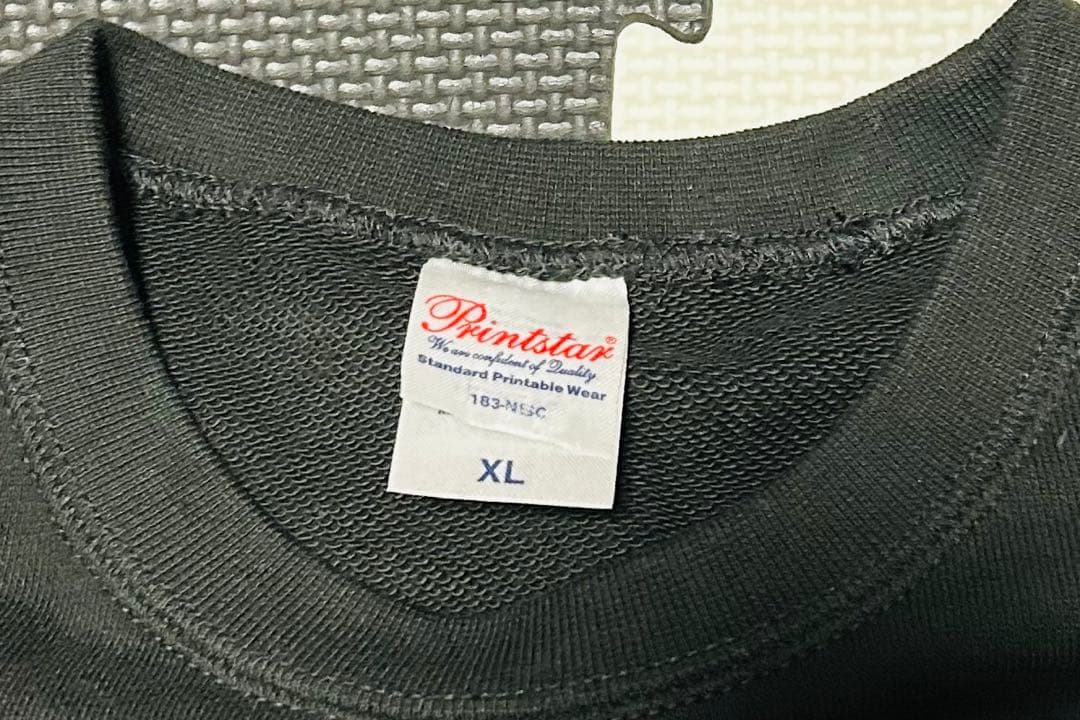 Printstar®
We are confident of Quality
Standard Printable Wear
183-NSC
XL